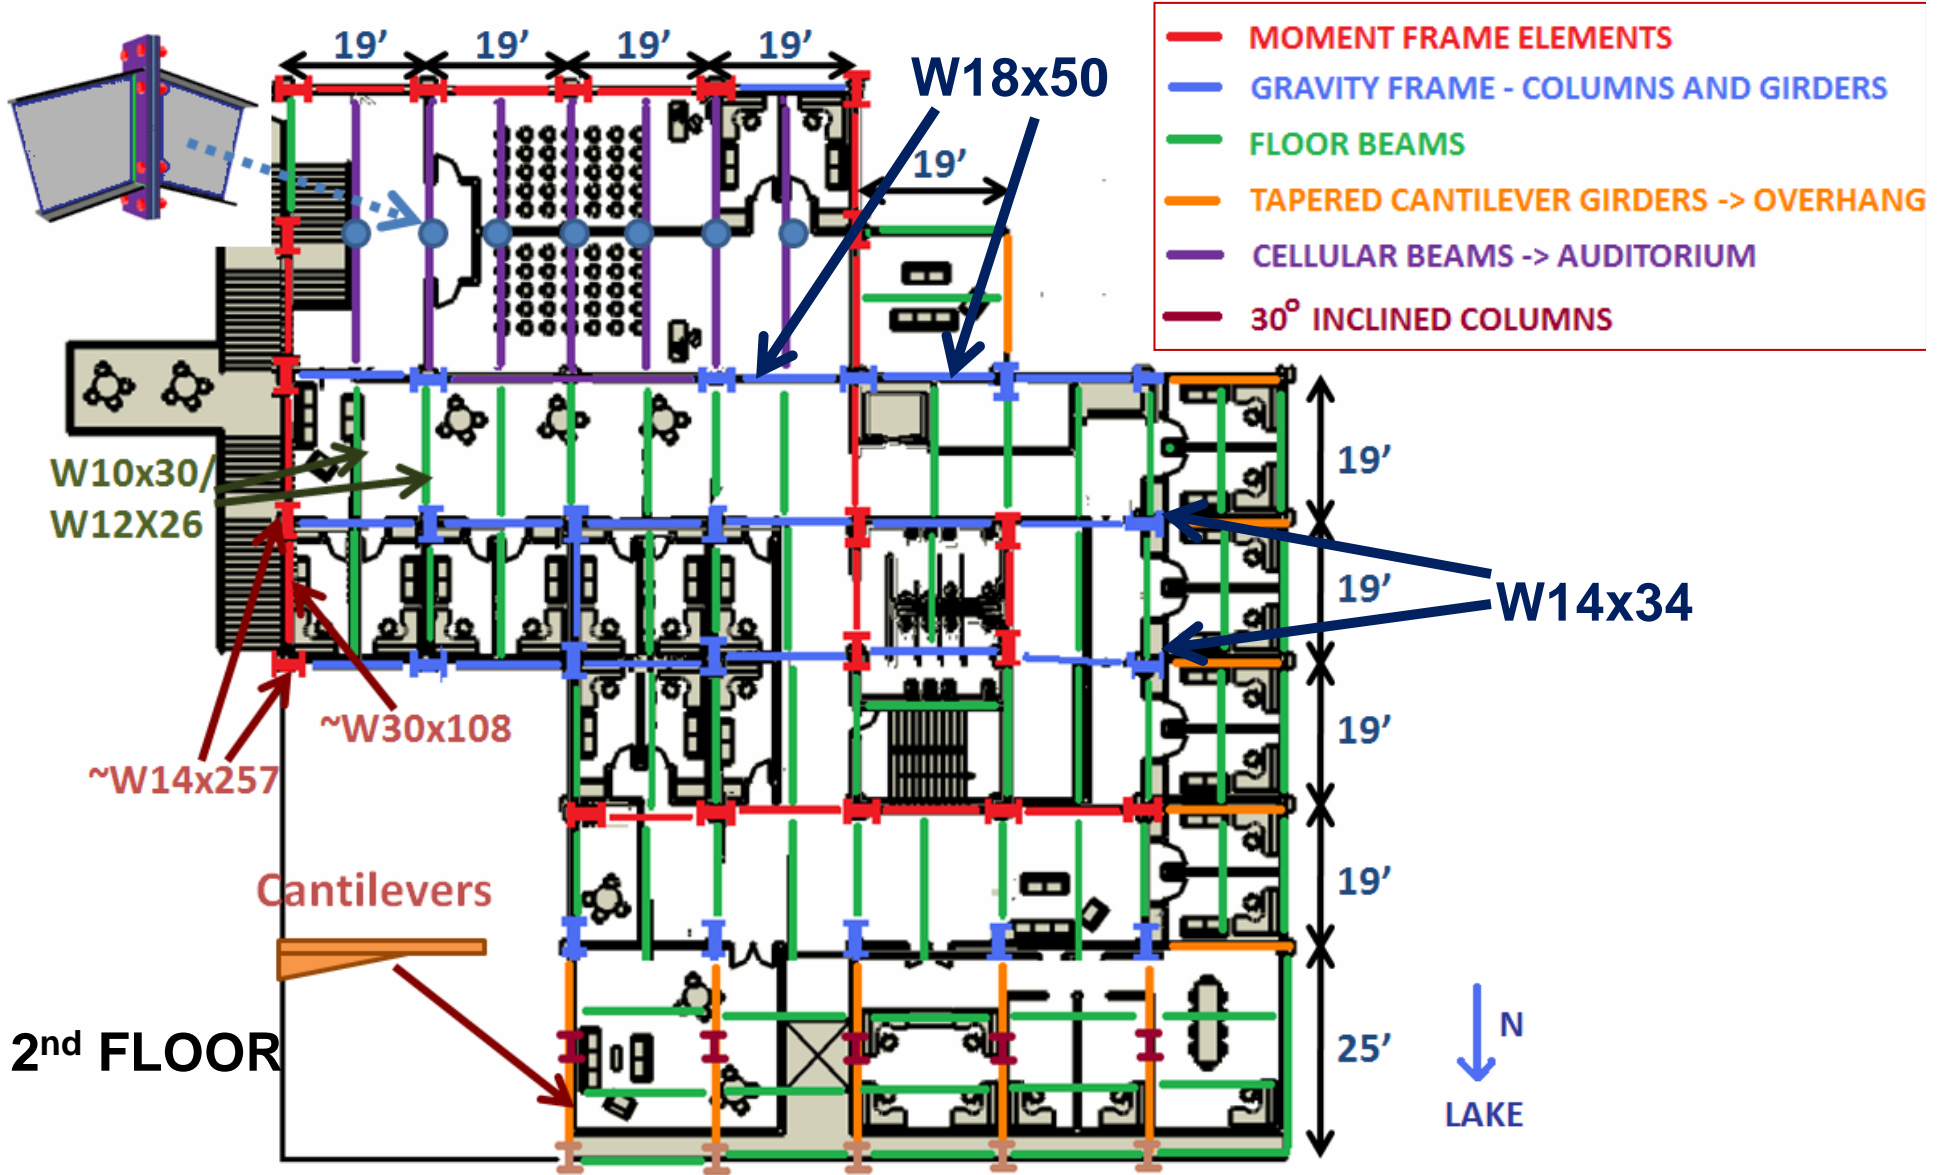 19’ 19’ 19’ 19’
W18x50
MOMENT FRAME ELEMENTS
GRAVITY FRAME - COLUMNS AND GIRDERS
FLOOR BEAMS
TAPERED CANTILEVER GIRDERS -> OVERHANG
CELLULAR BEAMS -> AUDITORIUM
30° INCLINED COLUMNS
19’
19’
W10x30/
W12X26
19’
W14x34
~W30x108
19’
~W14x257
19’
Cantilevers
2nd FLOOR
25’
N
LAKE